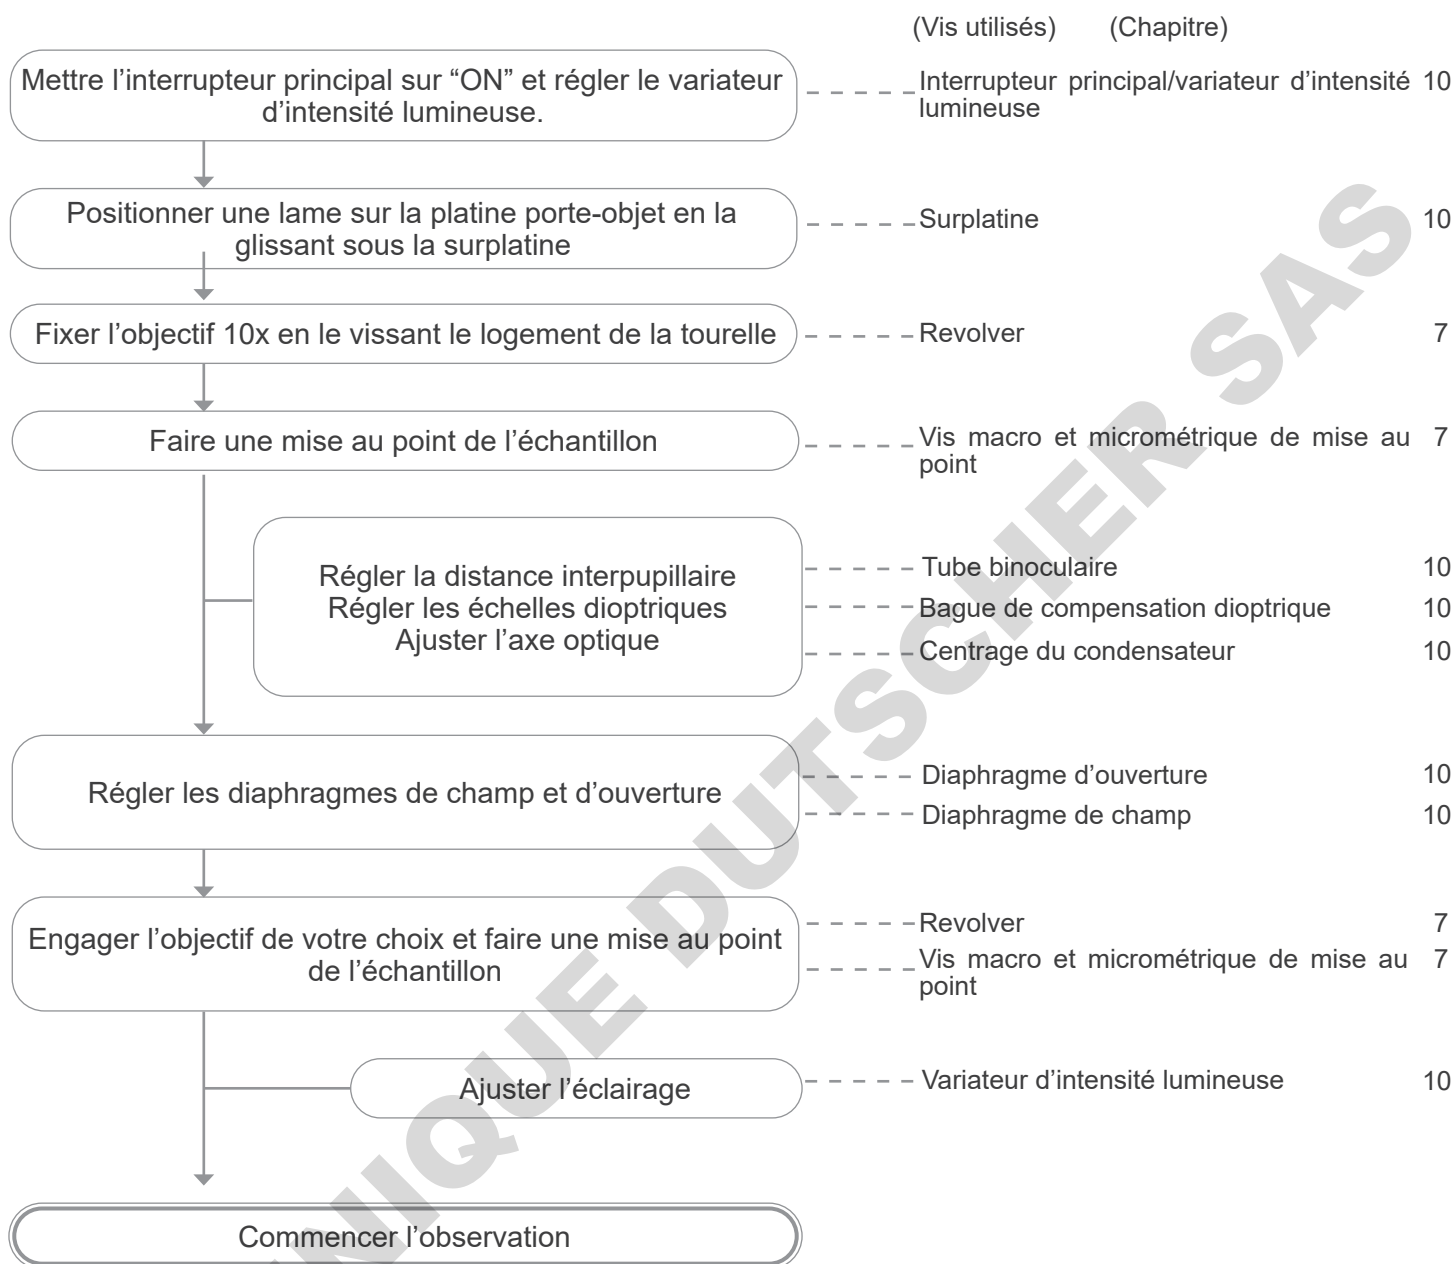 (Vis utilisés) (Chapitre)
Mettre l’interrupteur principal sur “ON” et régler le variateur
d’intensité lumineuse.
Interrupteur principal/variateur d’intensité 10
lumineuse
Positionner une lame sur la platine porte-objet en la
glissant sous la surplatine
Surplatine 10
Fixer l’objectif 10x en le vissant le logement de la tourelle
Revolver 7
Faire une mise au point de l’échantillon
Vis macro et micrométrique de mise au 7
point
Régler la distance interpupillaire
Régler les échelles dioptriques
Ajuster l’axe optique
Tube binoculaire 10
Bague de compensation dioptrique 10
Centrage du condensateur 10
Régler les diaphragmes de champ et d’ouverture
Diaphragme d’ouverture 10
Diaphragme de champ 10
Engager l’objectif de votre choix et faire une mise au point
de l’échantillon
Revolver 7
Vis macro et micrométrique de mise au 7
point
Ajuster l’éclairage
Variateur d’intensité lumineuse 10
Commencer l’observation
NIQUE DUTSCHER SAS